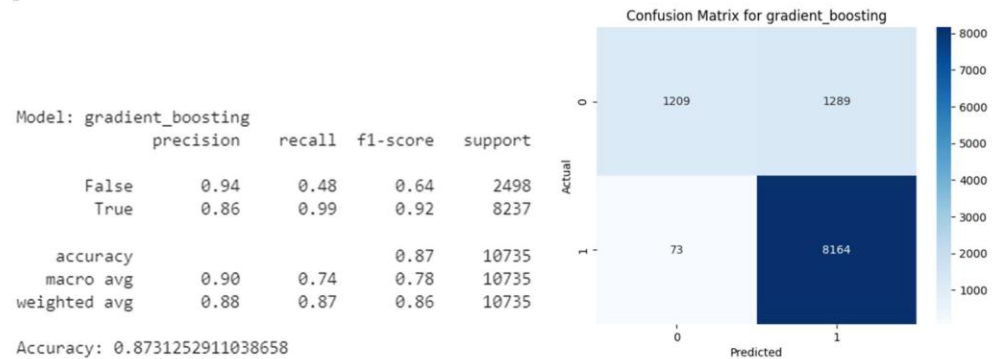 Model: gradient_boosting
precision recall f1-score support
False 0.94 0.48 0.64 2498
True 0.86 0.99 0.92 8237
accuracy 0.87 10735
macro avg 0.90 0.74 0.78 10735
weighted avg 0.88 0.87 0.86 10735
Accuracy: 0.8731252911038658
Confusion Matrix for gradient_boosting
Actual
0
1209 1289
1
73 8164
0 1
Predicted
8000
7000
6000
5000
4000
3000
2000
1000